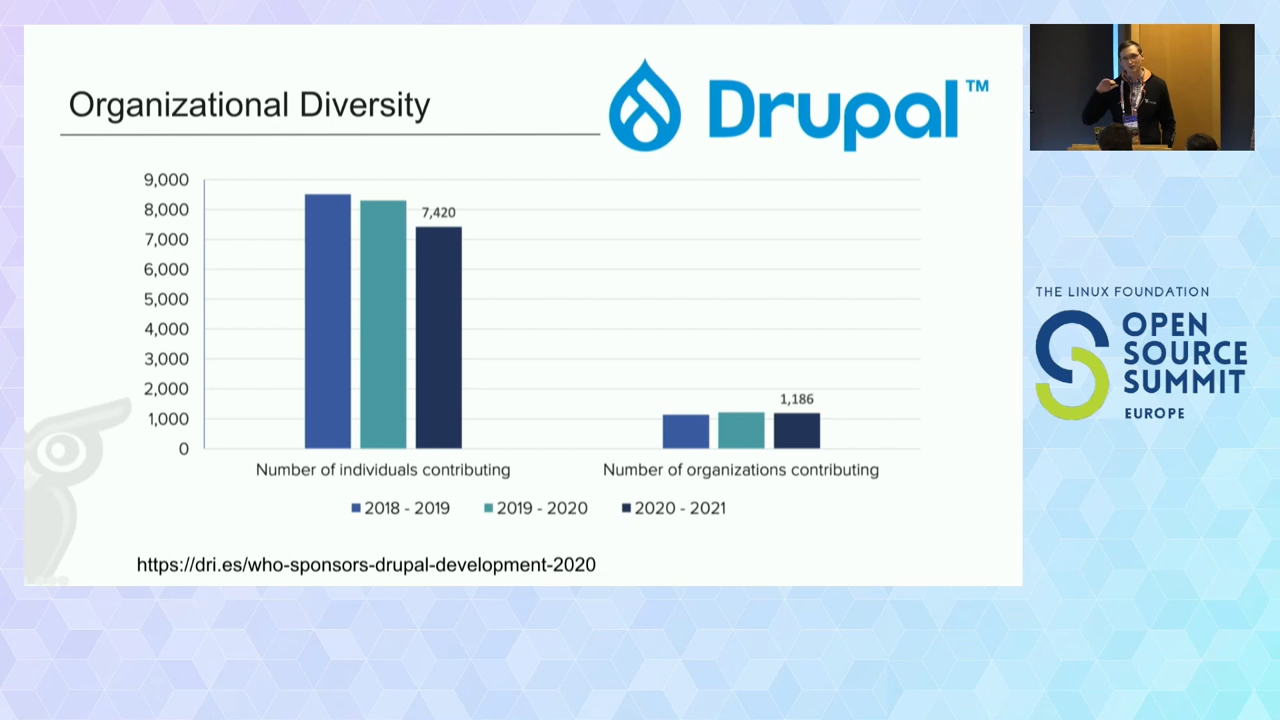 Organizational Diversity
Drupal™
9,000
8,000
7,000
6,000
5,000
4,000
3,000
2,000
1,000
0
7,420
1,186
Number of individuals contributing
Number of organizations contributing
2018 - 2019
2019 - 2020
2020 - 2021
https://dri.es/who-sponsors-drupal-development-2020
THE LINUX FOUNDATION
OPEN
SOURCE
SUMMIT
EUROPE